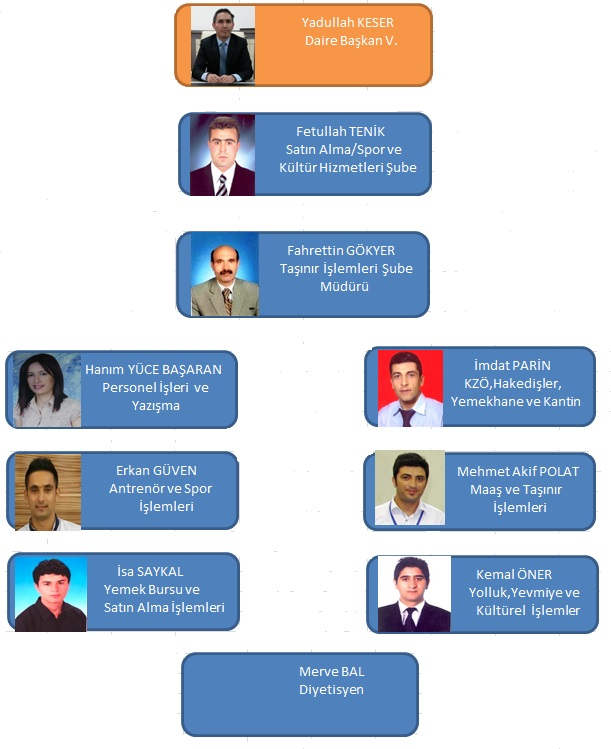 Yadullah KESER
Daire Başkan V.
Fetullah TENİK
Satın Alma/Spor ve
Kültür Hizmetleri Şube
Fahrettin GÖKYER
Taşınır İşlemleri Şube
Müdürü
Hanım YÜCE BAŞARAN
Personel İşleri ve
Yazışma
İmdat PARİN
KZÖ,Hakedişler,
Yemekhane ve Kantin
Erkan GÜVEN
Antrenör ve Spor
İşlemleri
Mehmet Akif POLAT
Maaş ve Taşınır
İşlemleri
İsa SAYKAL
Yemek Bursu ve
Satın Alma İşlemleri
Kemal ÖNER
Yolluk,Yevmiye ve
Kültürel İşlemler
Merve BAL
Diyetisyen